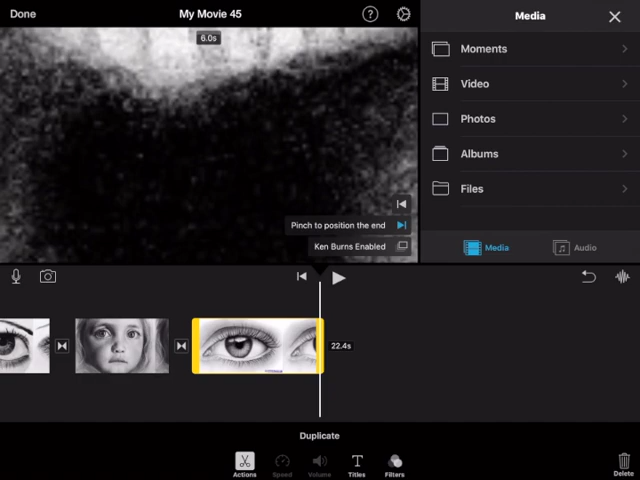 Done
My Movie 45
?
Media
6.0s
Moments
Video
Photos
Albums
Files
Pinch to position the end
Ken Burns Enabled
Media
Audio
22.4s
Duplicate
Actions
Speed
Volume
Titles
Filters
Delete